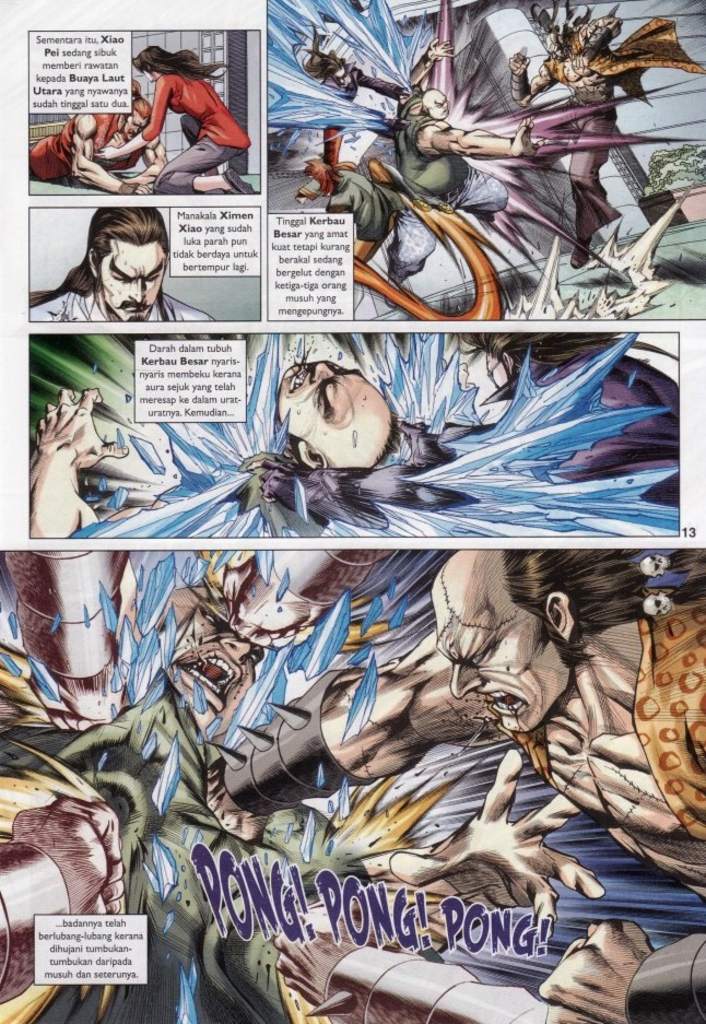 Sementara itu, Xiao
Pei sedang sibuk
memberi rawatan
kepada Buaya Laut
Utara yang nyawanya
sudah tinggal satu dua.
Manakala Ximen
Xiao yang sudah
luka parah pun
tidak berdaya untuk
bertempur lagi.
Tinggal Kerbau
Besar yang amat
kuat tetapi kurang
berakal sedang
bergelut dengan
ketiga-tiga orang
musuh yang
mengepungnya.
Darah dalam tubuh
Kerbau Besar nyaris-
nyaris membeku kerana
aura sejuk yang telah
meresap ke dalam urat-
uratnya. Kemudian...
13
PONG! PONG! PONG!
...badannya telah
berlubang-lubang kerana
dihujani tumbukan-
tumbukan daripada
musuh dan seterunya.